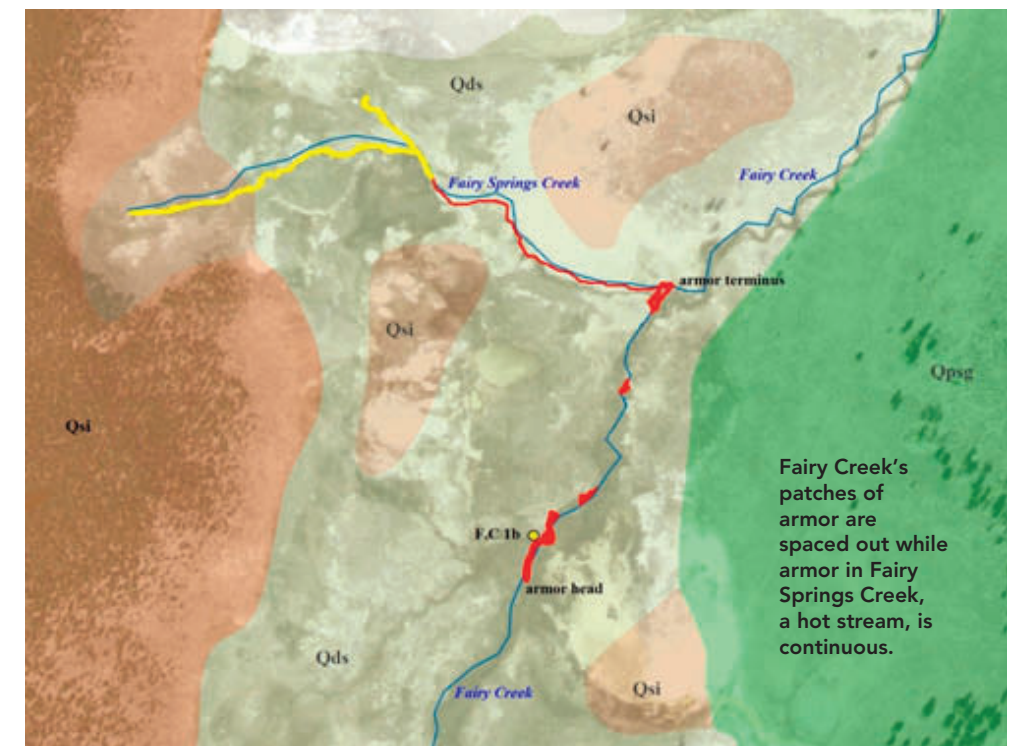 Qds
Qsi
Fairy Creek
Fairy Springs Creek
armor terminus
Qsi
Qpsg
Qsi
Fairy Creek's
patches of
armor are
spaced out while
armor in Fairy
Springs Creek,
a hot stream, is
continuous.
F.C 1b
armor head
Qds
Qsi
Fairy Creek